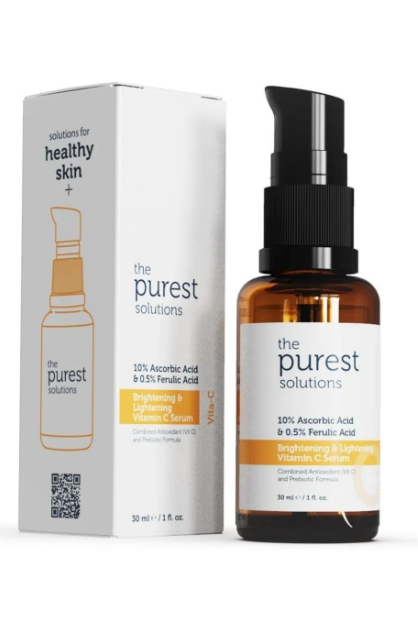 solutions for
healthy
skin
+
the
purest
solutions
the
purest
solutions
10% Ascorbic Acid
& 0.5% Ferulic Acid
Brightening &
Lightening
Vitamin C Serum
Vita-C
Combined Antioxidant (Vit C)
and Prebiotic Formula
30 ml ℮ / 1 fl. oz.
the
purest
solutions
10% Ascorbic Acid
& 0.5% Ferulic Acid
Brightening & Lightening
Vitamin C Serum
Combined Antioxidant (Vit C)
and Prebiotic Formula
30 ml ℮ / 1 fl. oz.